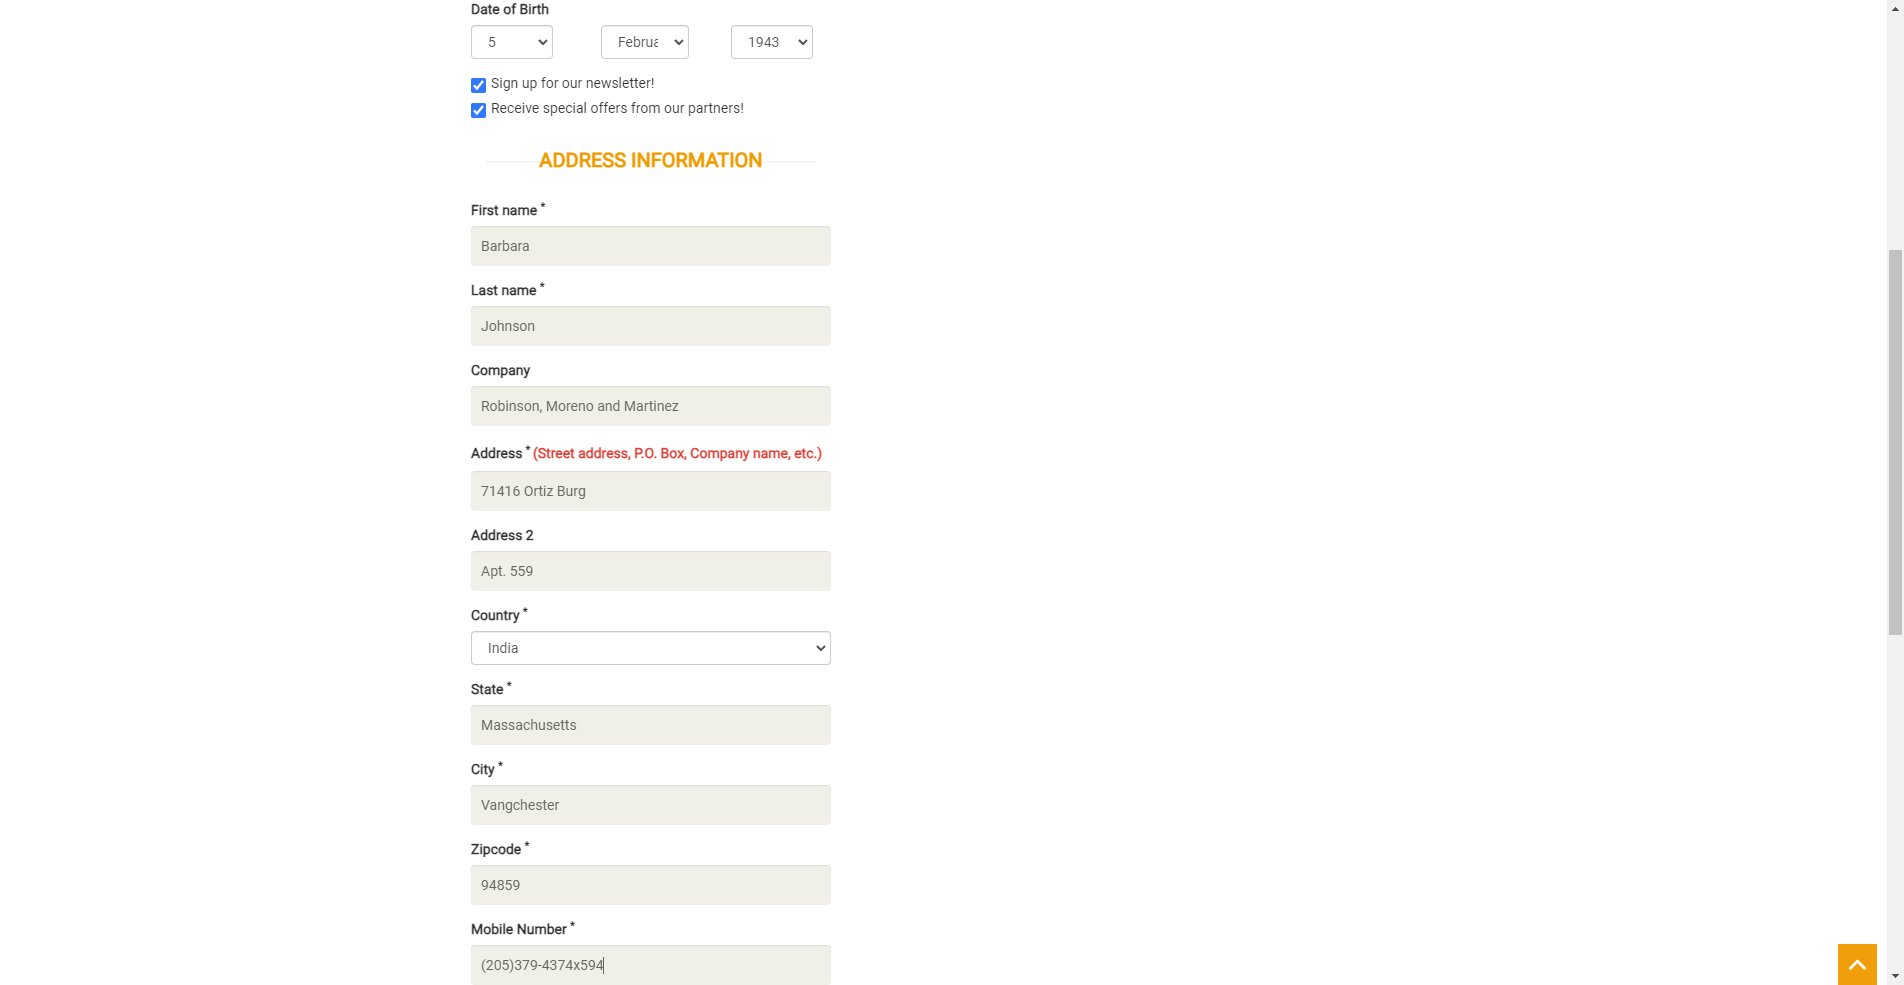 Date of Birth
5 Februa 1943
Sign up for our newsletter!
Receive special offers from our partners!
ADDRESS INFORMATION
First name *
Barbara
Last name *
Johnson
Company
Robinson, Moreno and Martinez
Address * (Street address, P.O. Box, Company name, etc.)
71416 Ortiz Burg
Address 2
Apt. 559
Country *
India
State *
Massachusetts
City *
Vangchester
Zipcode *
94859
Mobile Number *
(205)379-4374x594